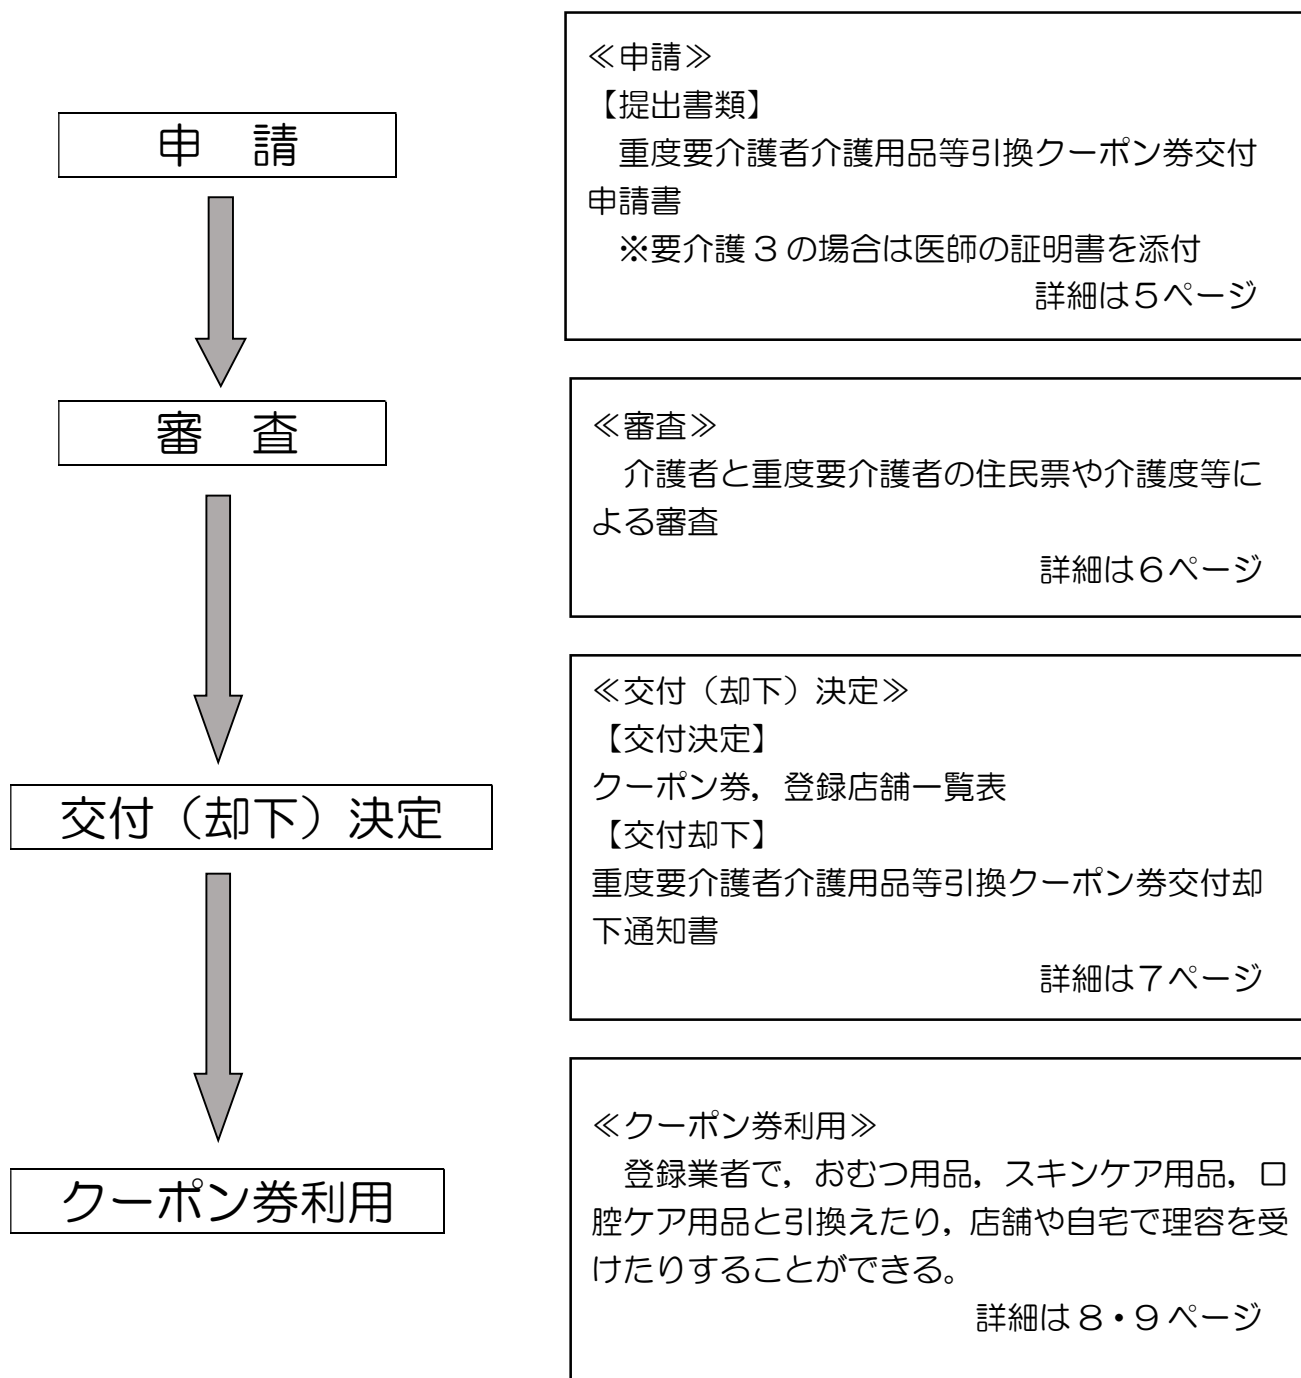 申　請
≪申請≫
【提出書類】
　重度要介護者介護用品等引換クーポン券交付
申請書
　※要介護３の場合は医師の証明書を添付
詳細は５ページ
審　査
≪審査≫
　介護者と重度要介護者の住民票や介護度等に
よる審査
詳細は６ページ
交付（却下）決定
≪交付（却下）決定≫
【交付決定】
クーポン券，登録店舗一覧表
【交付却下】
重度要介護者介護用品等引換クーポン券交付却
下通知書
詳細は７ページ
クーポン券利用
≪クーポン券利用≫
　登録業者で，おむつ用品，スキンケア用品，口
腔ケア用品と引換えたり，店舗や自宅で理容を受
けたりすることができる。
詳細は８・９ページ